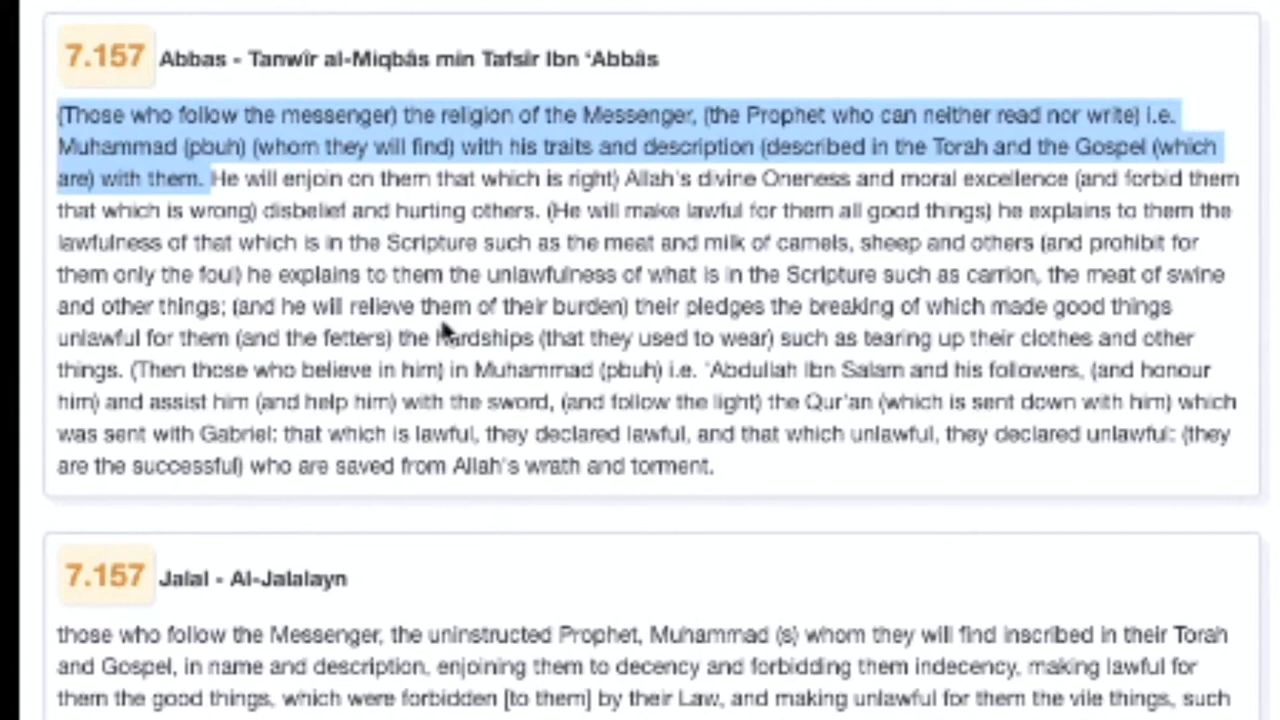 7.157 Abbas - Tanwîr al-Miqbâs min Tafsîr Ibn ‘Abbâs
(Those who follow the messenger) the religion of the Messenger, (the Prophet who can neither read nor write) i.e.
Muhammad (pbuh) (whom they will find) with his traits and description (described in the Torah and the Gospel (which
are) with them. He will enjoin on them that which is right) Allah's divine Oneness and moral excellence (and forbid them
that which is wrong) disbelief and hurting others. (He will make lawful for them all good things) he explains to them the
lawfulness of that which is in the Scripture such as the meat and milk of camels, sheep and others (and prohibit for
them only the foul) he explains to them the unlawfulness of what is in the Scripture such as carrion, the meat of swine
and other things; (and he will relieve them of their burden) their pledges the breaking of which made good things
unlawful for them (and the fetters) the hardships (that they used to wear) such as tearing up their clothes and other
things. (Then those who believe in him) in Muhammad (pbuh) i.e. 'Abdullah Ibn Salam and his followers, (and honour
him) and assist him (and help him) with the sword, (and follow the light) the Qur'an (which is sent down with him) which
was sent with Gabriel: that which is lawful, they declared lawful, and that which unlawful, they declared unlawful: (they
are the successful) who are saved from Allah's wrath and torment.
7.157 Jalal - Al-Jalalayn
those who follow the Messenger, the uninstructed Prophet, Muhammad (s) whom they will find inscribed in their Torah
and Gospel, in name and description, enjoining them to decency and forbidding them indecency, making lawful for
them the good things, which were forbidden [to them] by their Law, and making unlawful for them the vile things, such